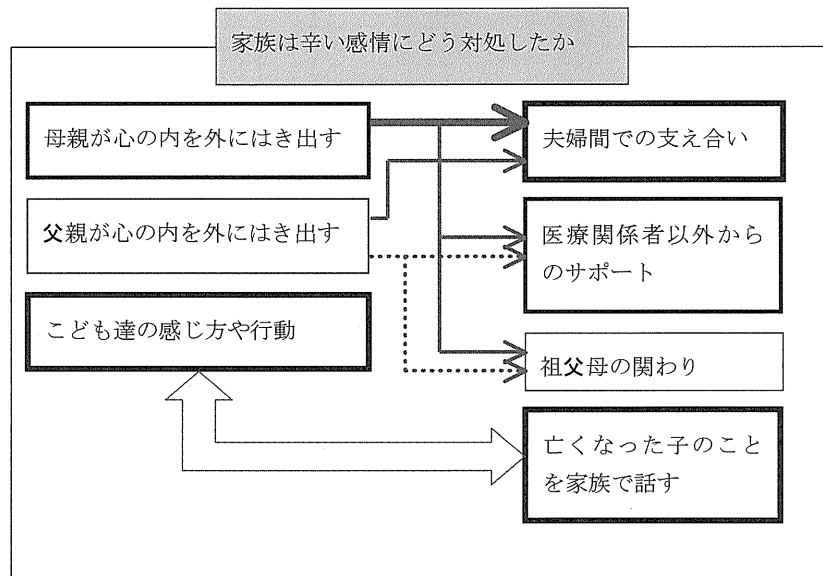 家族は辛い感情にどう対処したか
母親が心の内を外にはき出す
夫婦間での支え合い
父親が心の内を外にはき出す
医療関係者以外から
のサポート
こども達の感じ方や行動
祖父母の関わり
亡くなった子のこと
を家族で話す